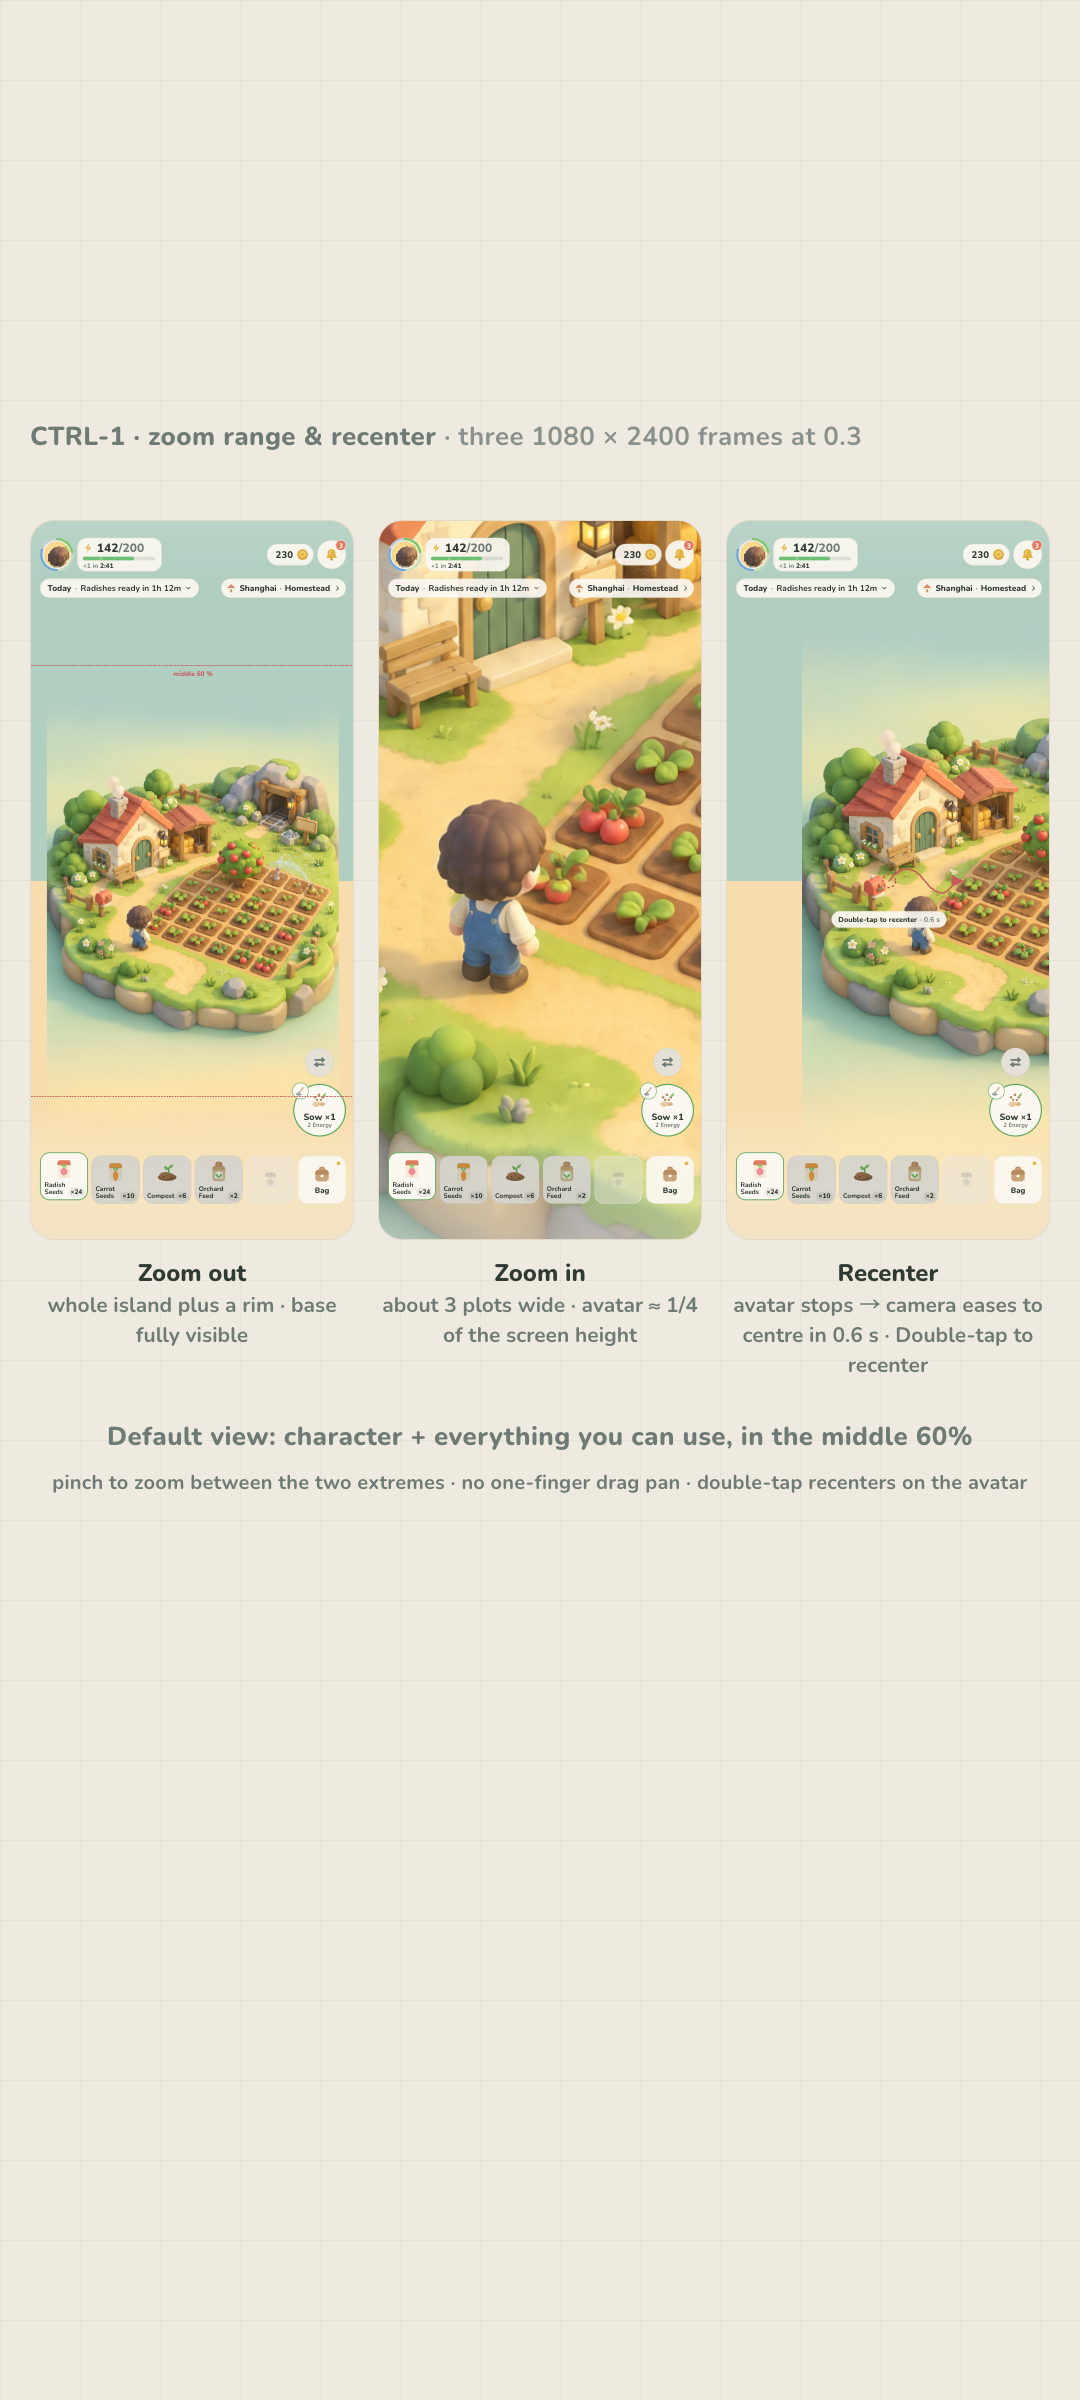 CTRL-1 · zoom range & recenter · three 1080 × 2400 frames at 0.3
142/200
+1 in 2:41
230
3
Today · Radishes ready in 1h 12m
Shanghai · Homestead
middle 60 %
Sow ×1
2 Energy
Radish Seeds ×24
Carrot Seeds ×10
Compost ×6
Orchard Feed ×2
Bag
Zoom out
whole island plus a rim · base
fully visible
142/200
+1 in 2:41
230
3
Today · Radishes ready in 1h 12m
Shanghai · Homestead
Sow ×1
2 Energy
Radish Seeds ×24
Carrot Seeds ×10
Compost ×6
Orchard Feed ×2
Bag
Zoom in
about 3 plots wide · avatar ≈ 1/4
of the screen height
142/200
+1 in 2:41
230
3
Today · Radishes ready in 1h 12m
Shanghai · Homestead
Double-tap to recenter · 0.6 s
Sow ×1
2 Energy
Radish Seeds ×24
Carrot Seeds ×10
Compost ×6
Orchard Feed ×2
Bag
Recenter
avatar stops → camera eases to
centre in 0.6 s · Double-tap to
recenter
Default view: character + everything you can use, in the middle 60%
pinch to zoom between the two extremes · no one-finger drag pan · double-tap recenters on the avatar